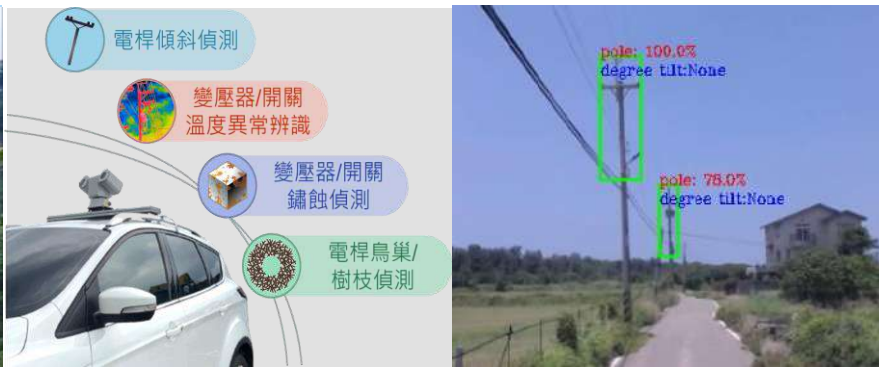 電桿傾斜偵測
變壓器/開關
溫度異常辨識
變壓器/開關
鏽蝕偵測
電桿鳥巢/
樹枝偵測
pole: 100.0%
degree tilt:None
pole: 75.0%
degree tilt:None